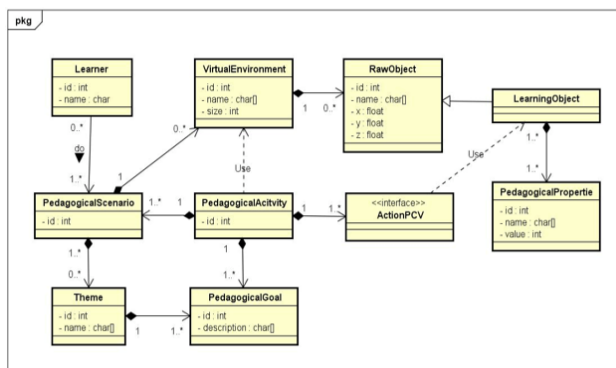 pkg
Learner
- id : int
- name : char
VirtualEnvironment
- id : int
- name : char[]
- size : int
RawObject
- id : int
- name : char[]
- x : float
- y : float
- z : float
LearningObject
1
0..*
0..*
do
1..*
1
0..*
Use
Use
1..*
1..*
PedagogicalScenario
- id : int
1..*
1
PedagogicalAcitvity
- id : int
1
1..*
<<interface>>
ActionPCV
PedagogicalPropertie
- id : int
- name : char[]
- value : int
1..*
0..*
1
1..*
Theme
- id : int
- name : char[]
1
1..*
PedagogicalGoal
- id : int
- description : char[]